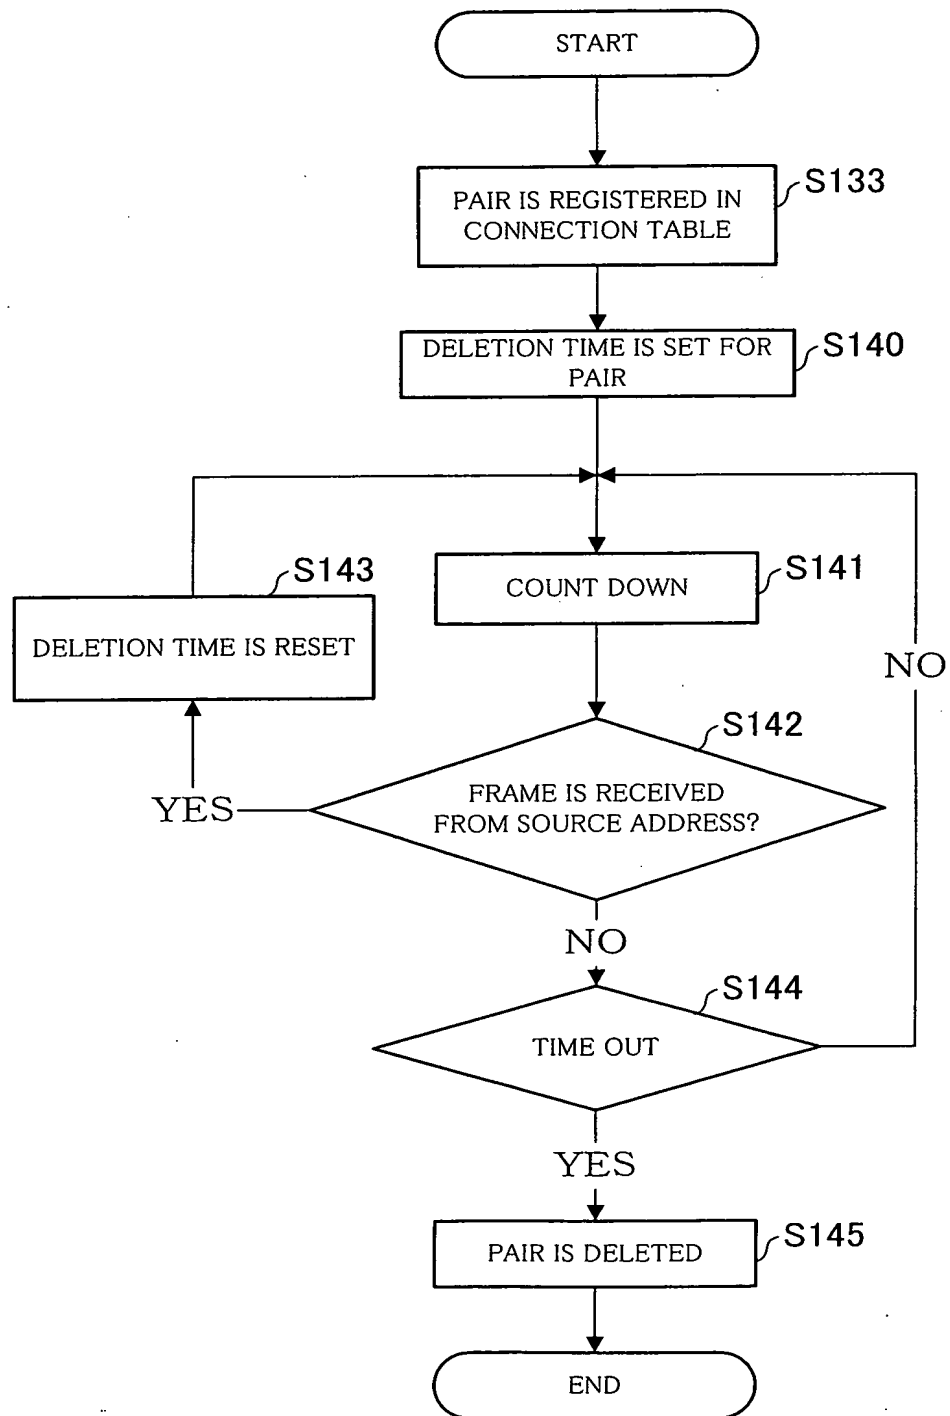 START
PAIR IS REGISTERED IN
CONNECTION TABLE
S133
DELETION TIME IS SET FOR
PAIR
S140
S143
DELETION TIME IS RESET
COUNT DOWN
S141
NO
S142
FRAME IS RECEIVED
FROM SOURCE ADDRESS?
YES
NO
S144
TIME OUT
YES
PAIR IS DELETED
S145
END